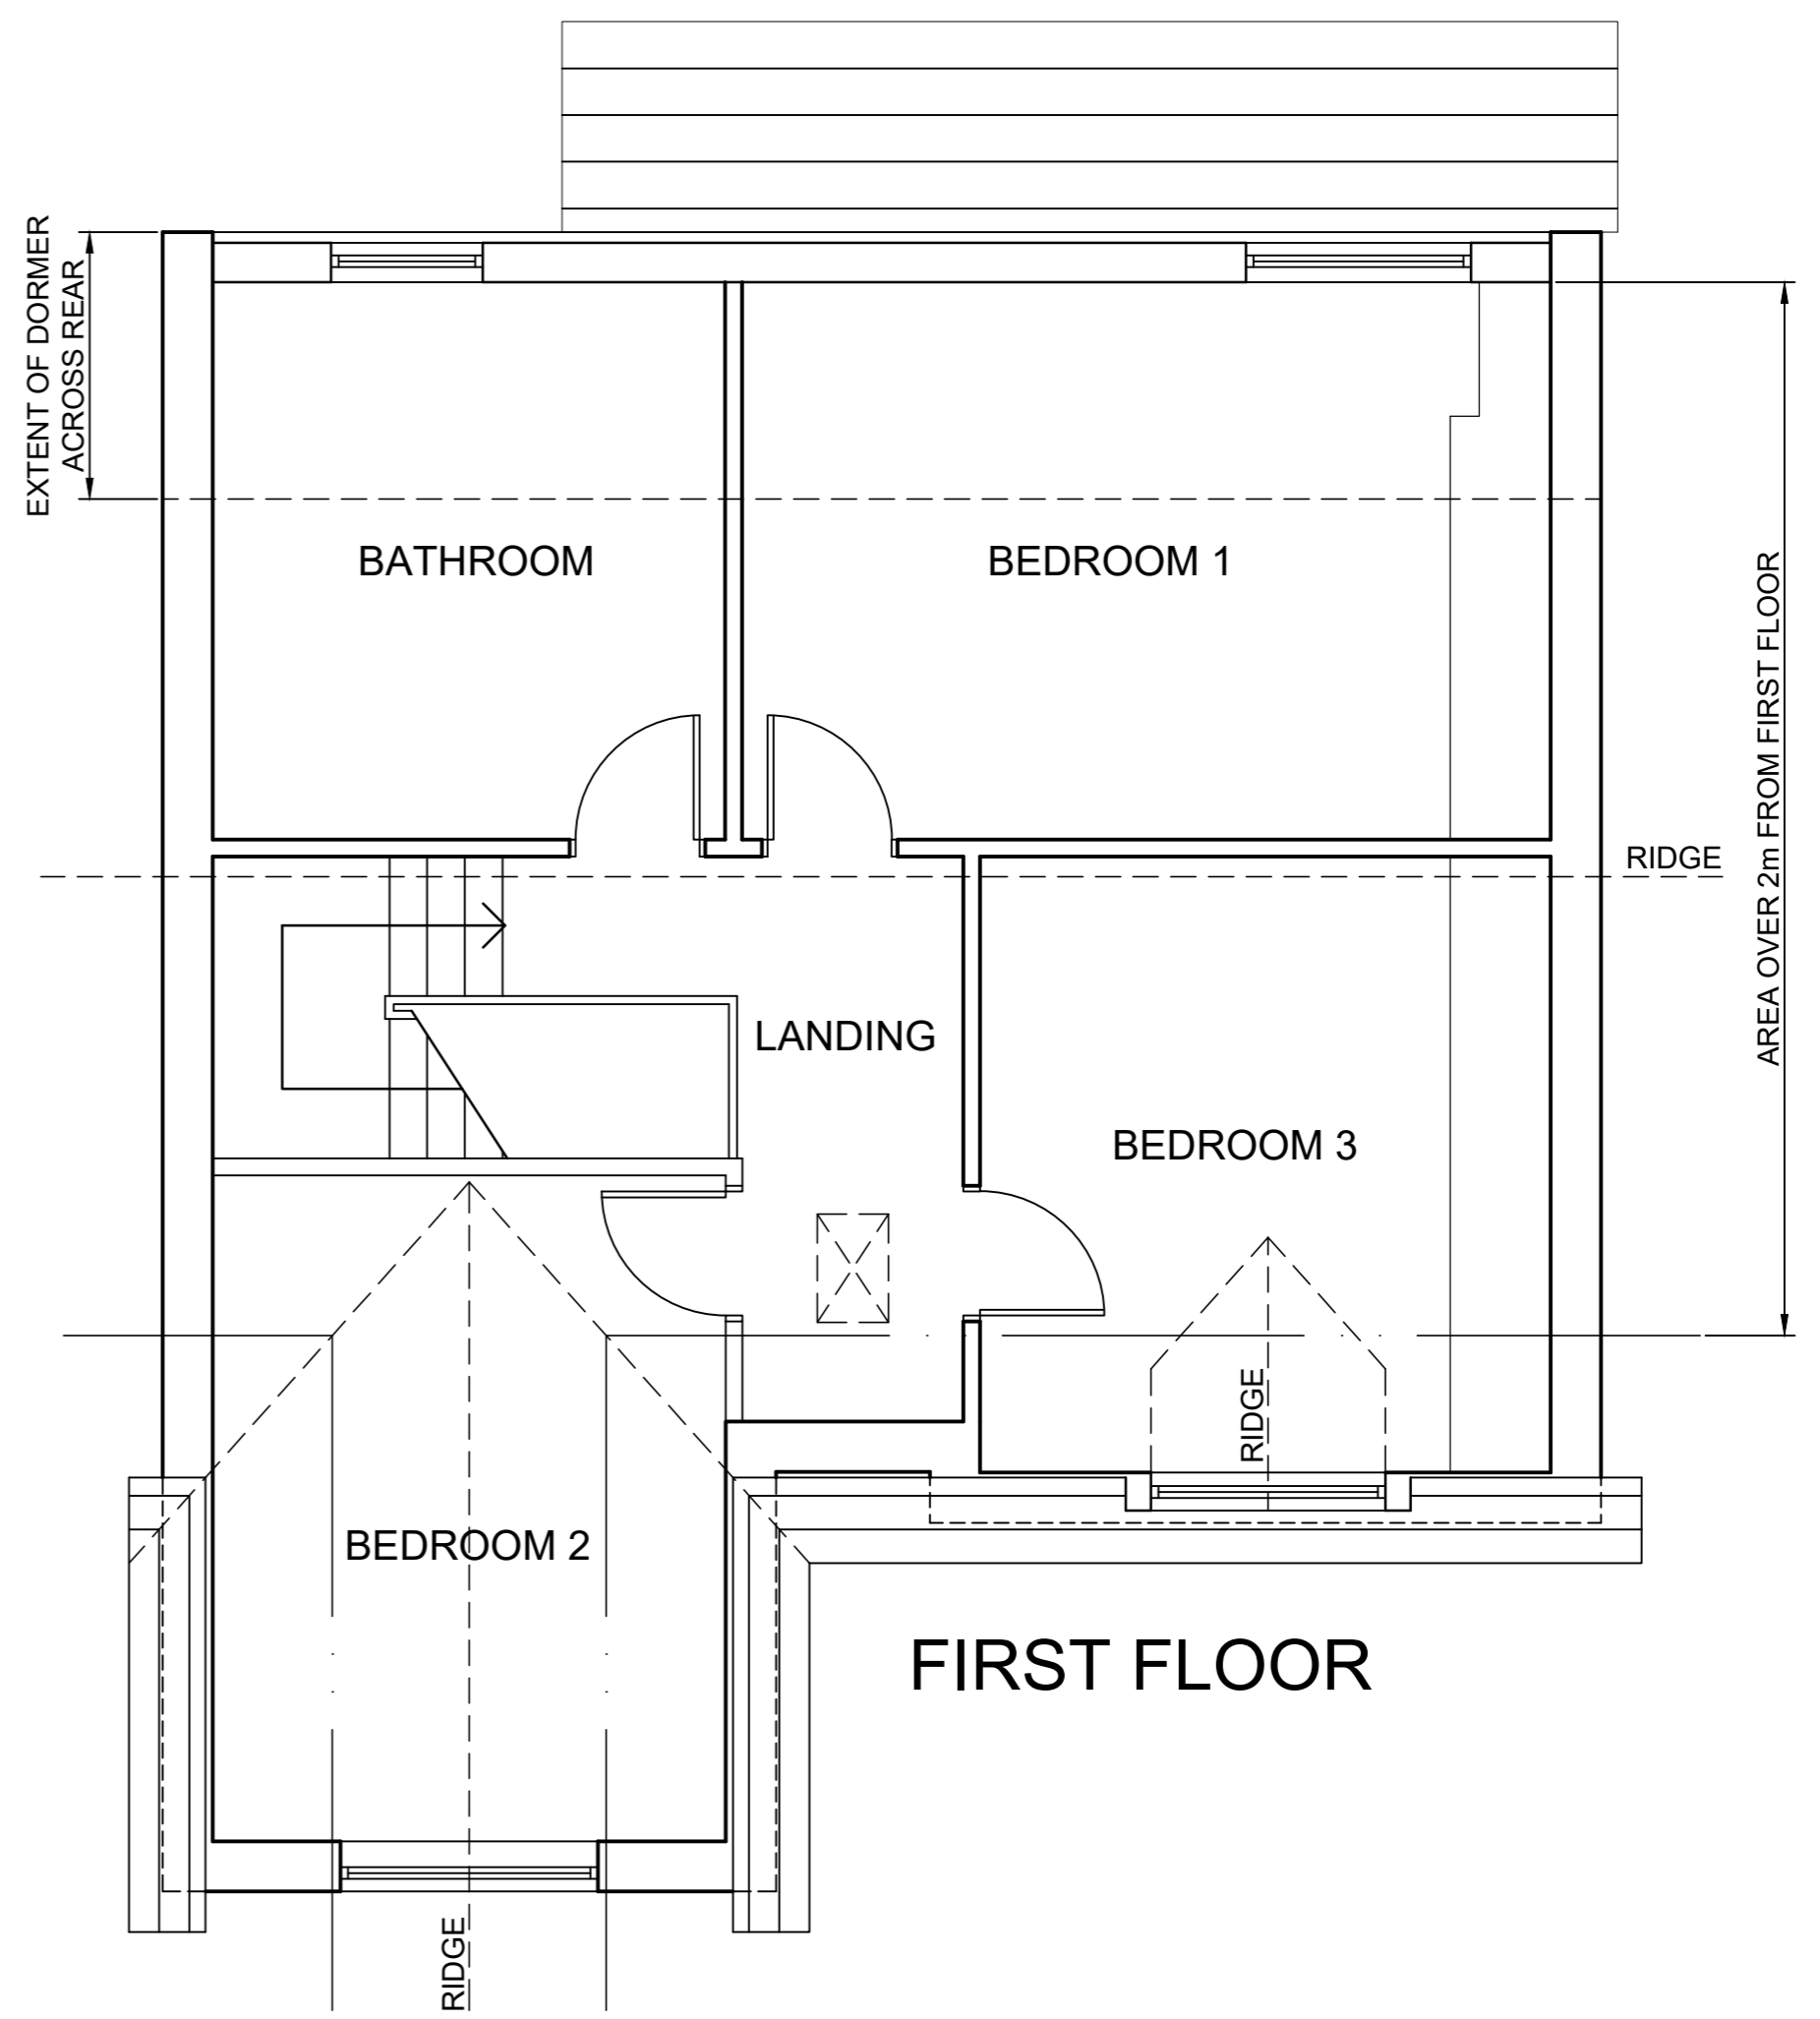 EXTENT OF DORMER
ACROSS REAR
BATHROOM
BEDROOM 1
AREA OVER 2m FROM FIRST FLOOR
RIDGE
LANDING
BEDROOM 3
RIDGE
BEDROOM 2
FIRST FLOOR
RIDGE